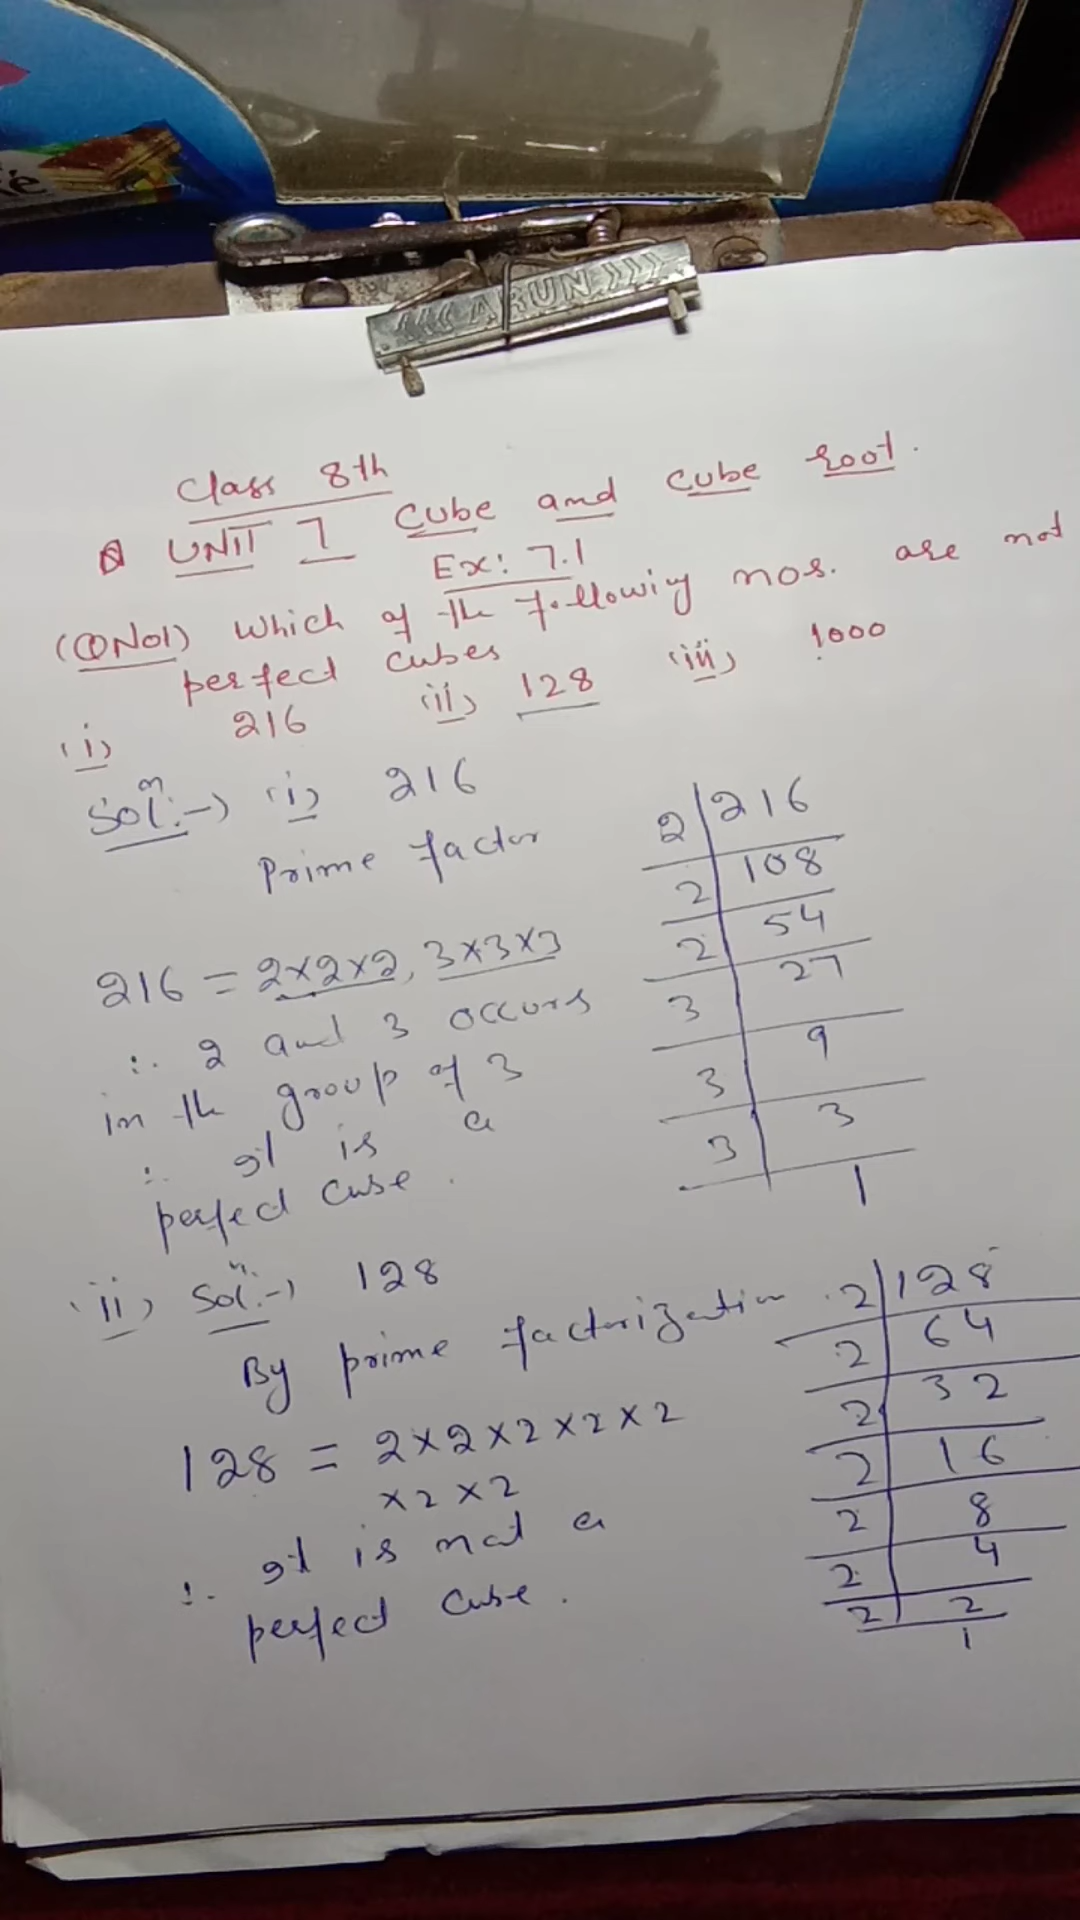 ké
<<< ARUN >>>
Class 8th
UNIT 7 Cube and cube root.
Ex: 7.1
(QNo1) which of the following nos. are not
perfect cubes
(i) 216 (ii) 128 (iii) 1000
Soln:-) (i) 216
Prime factor
216 = 2×2×2, 3×3×3
∴ 2 and 3 occurs
in the group of 3
∴ It is a
perfect cube.
2 216
2 108
2 54
3 27
3 9
3 3
1
(ii) Soln:-) 128
By prime factorization
128 = 2×2×2×2×2
×2×2
∴ It is not a
perfect cube.
2 128
2 64
2 32
2 16
2 8
2 4
2 2
1